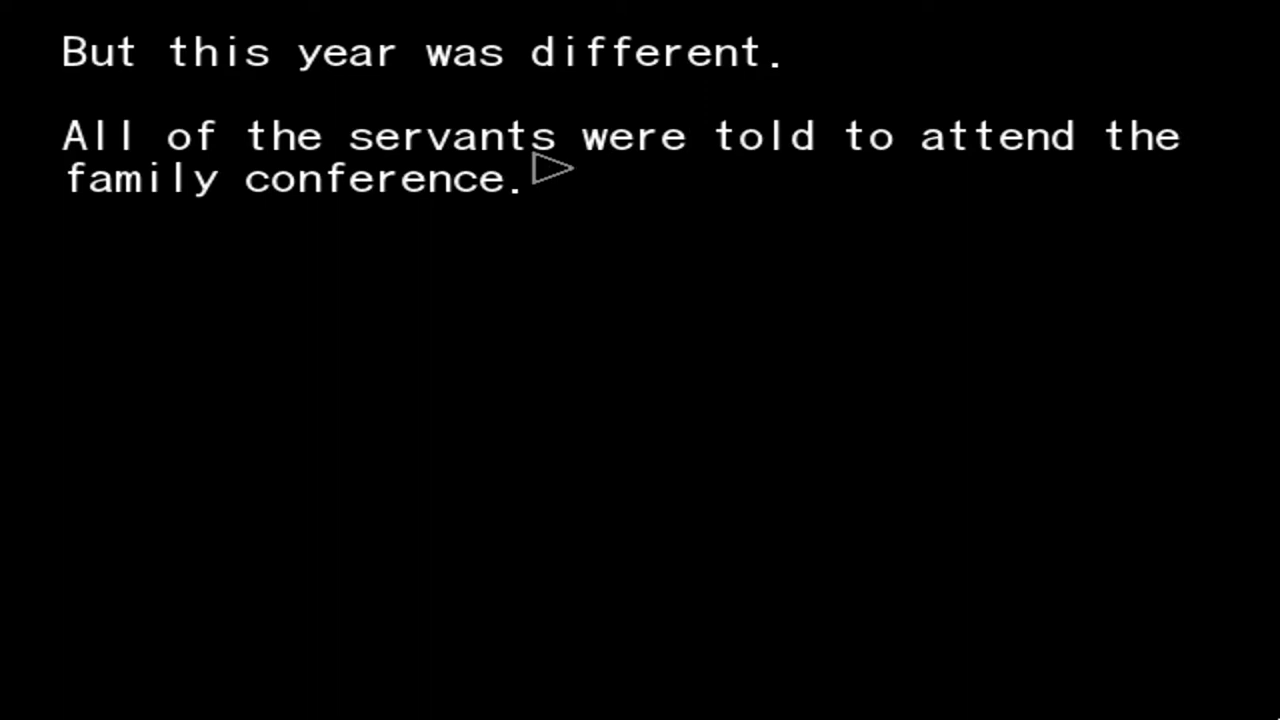 But this year was different.
All of the servants were told to attend the
family conference.